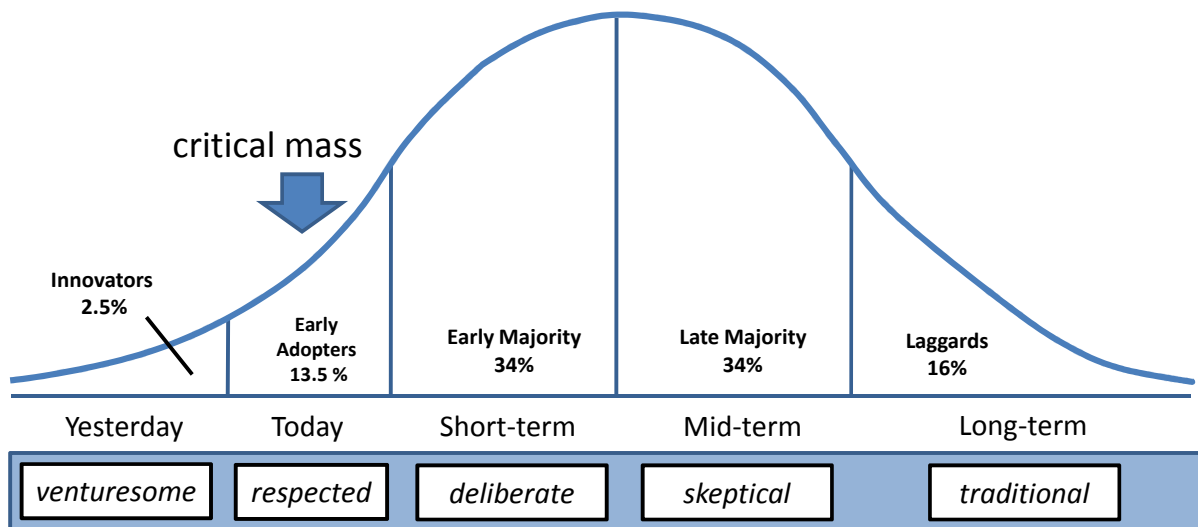 critical mass
Innovators
2.5%
Early
Adopters
13.5 %
Early Majority
34%
Late Majority
34%
Laggards
16%
Yesterday
Today
Short-term
Mid-term
Long-term
venturesome
respected
deliberate
skeptical
traditional